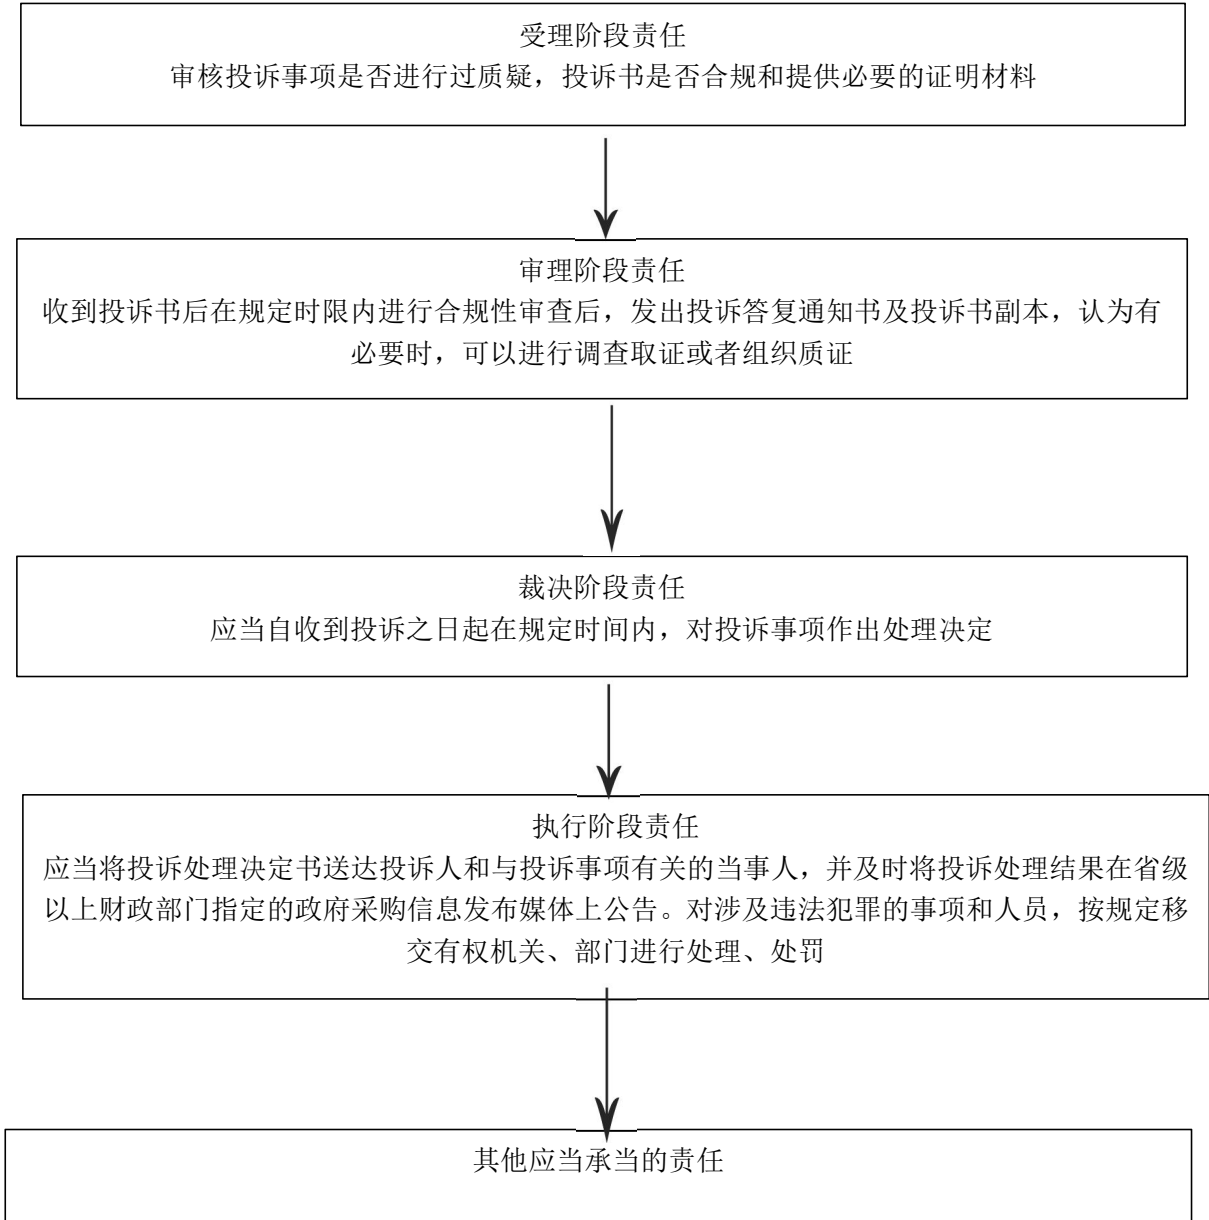 受理阶段责任
审核投诉事项是否进行过质疑，投诉书是否合规和提供必要的证明材料
审理阶段责任
收到投诉书后在规定时限内进行合规性审查后，发出投诉答复通知书及投诉书副本，认为有
必要时，可以进行调查取证或者组织质证
裁决阶段责任
应当自收到投诉之日起在规定时间内，对投诉事项作出处理决定
执行阶段责任
应当将投诉处理决定书送达投诉人和与投诉事项有关的当事人，并及时将投诉处理结果在省级
以上财政部门指定的政府采购信息发布媒体上公告。对涉及违法犯罪的事项和人员，按规定移
交有权机关、部门进行处理、处罚
其他应当承当的责任